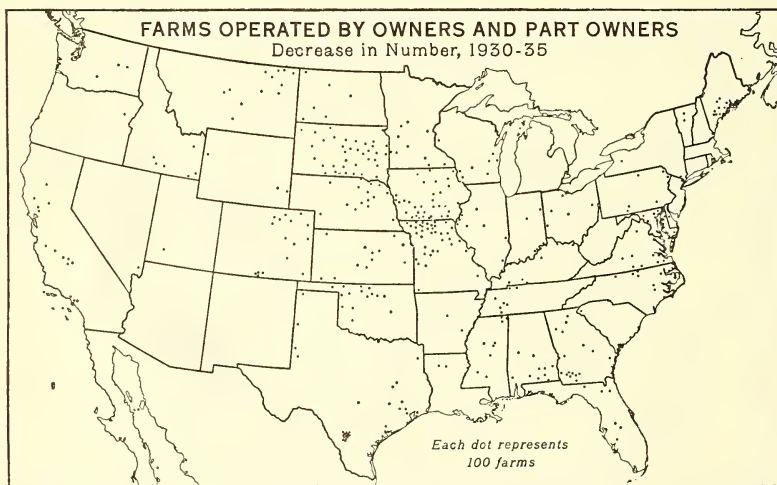 FARMS OPERATED BY OWNERS AND PART OWNERS
Decrease in Number, 1930-35
Each dot represents
100 farms